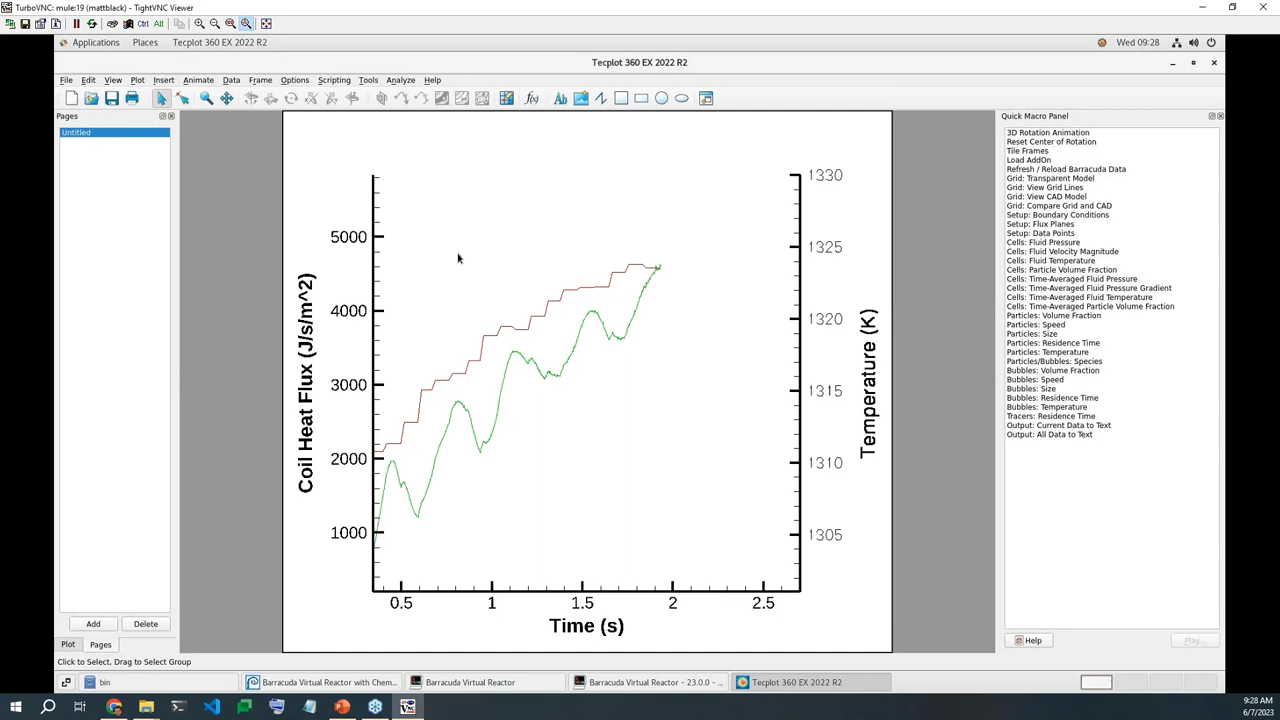 TurboVNC: mule:19 (mattblack) - TightVNC Viewer
Ctrl Alt
Applications Places Tecplot 360 EX 2022 R2 Wed 09:28
Tecplot 360 EX 2022 R2
File Edit View Plot Insert Animate Data Frame Options Scripting Tools Analyze Help
Pages
Untitled
Add Delete
Plot Pages
Click to Select, Drag to Select Group
Coil Heat Flux (J/s/m^2)
5000
4000
3000
2000
1000
0.5 1 1.5 2 2.5
Time (s)
1330
1325
1320
1315
1310
1305
Temperature (K)
Quick Macro Panel
3D Rotation Animation
Reset Center of Rotation
Tile Frames
Load AddOn
Refresh / Reload Barracuda Data
Grid: Transparent Model
Grid: View Grid Lines
Grid: View CAD Model
Grid: Compare Grid and CAD
Setup: Boundary Conditions
Setup: Flux Planes
Setup: Data Points
Cells: Fluid Pressure
Cells: Fluid Velocity Magnitude
Cells: Fluid Temperature
Cells: Particle Volume Fraction
Cells: Time-Averaged Fluid Pressure
Cells: Time-Averaged Fluid Pressure Gradient
Cells: Time-Averaged Fluid Temperature
Cells: Time-Averaged Particle Volume Fraction
Particles: Volume Fraction
Particles: Speed
Particles: Size
Particles: Residence Time
Particles: Temperature
Particles/Bubbles: Species
Bubbles: Volume Fraction
Bubbles: Speed
Bubbles: Size
Bubbles: Residence Time
Bubbles: Temperature
Tracers: Residence Time
Output: Current Data to Text
Output: All Data to Text
Help Play...
bin Barracuda Virtual Reactor with Chem... Barracuda Virtual Reactor Barracuda Virtual Reactor - 23.0.0 - ... Tecplot 360 EX 2022 R2
9:28 AM
6/7/2023